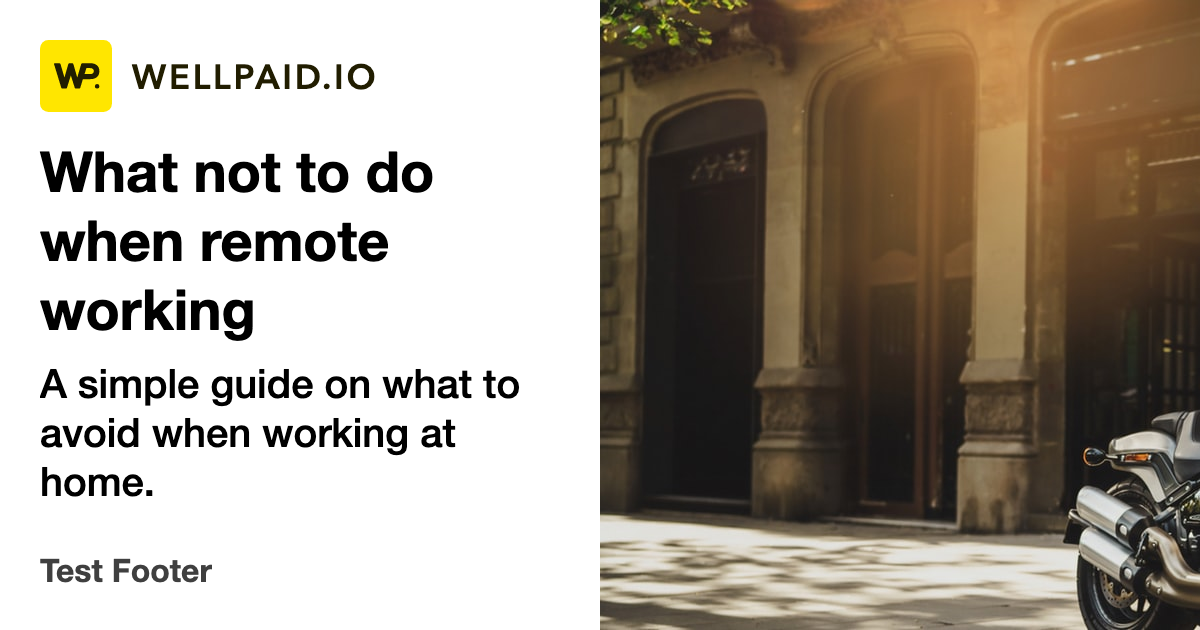 WP.
WELLPAID.IO
What not to do
when remote
working
A simple guide on what to
avoid when working at
home.
Test Footer